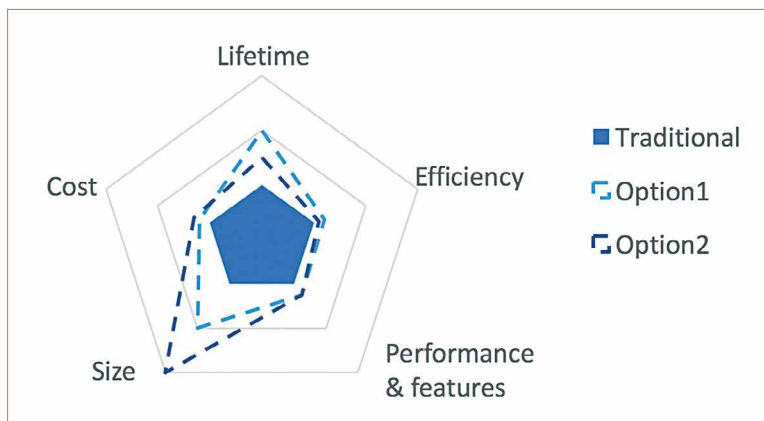 Lifetime
Cost
Efficiency
Size
Performance
& features
Traditional
Option1
Option2